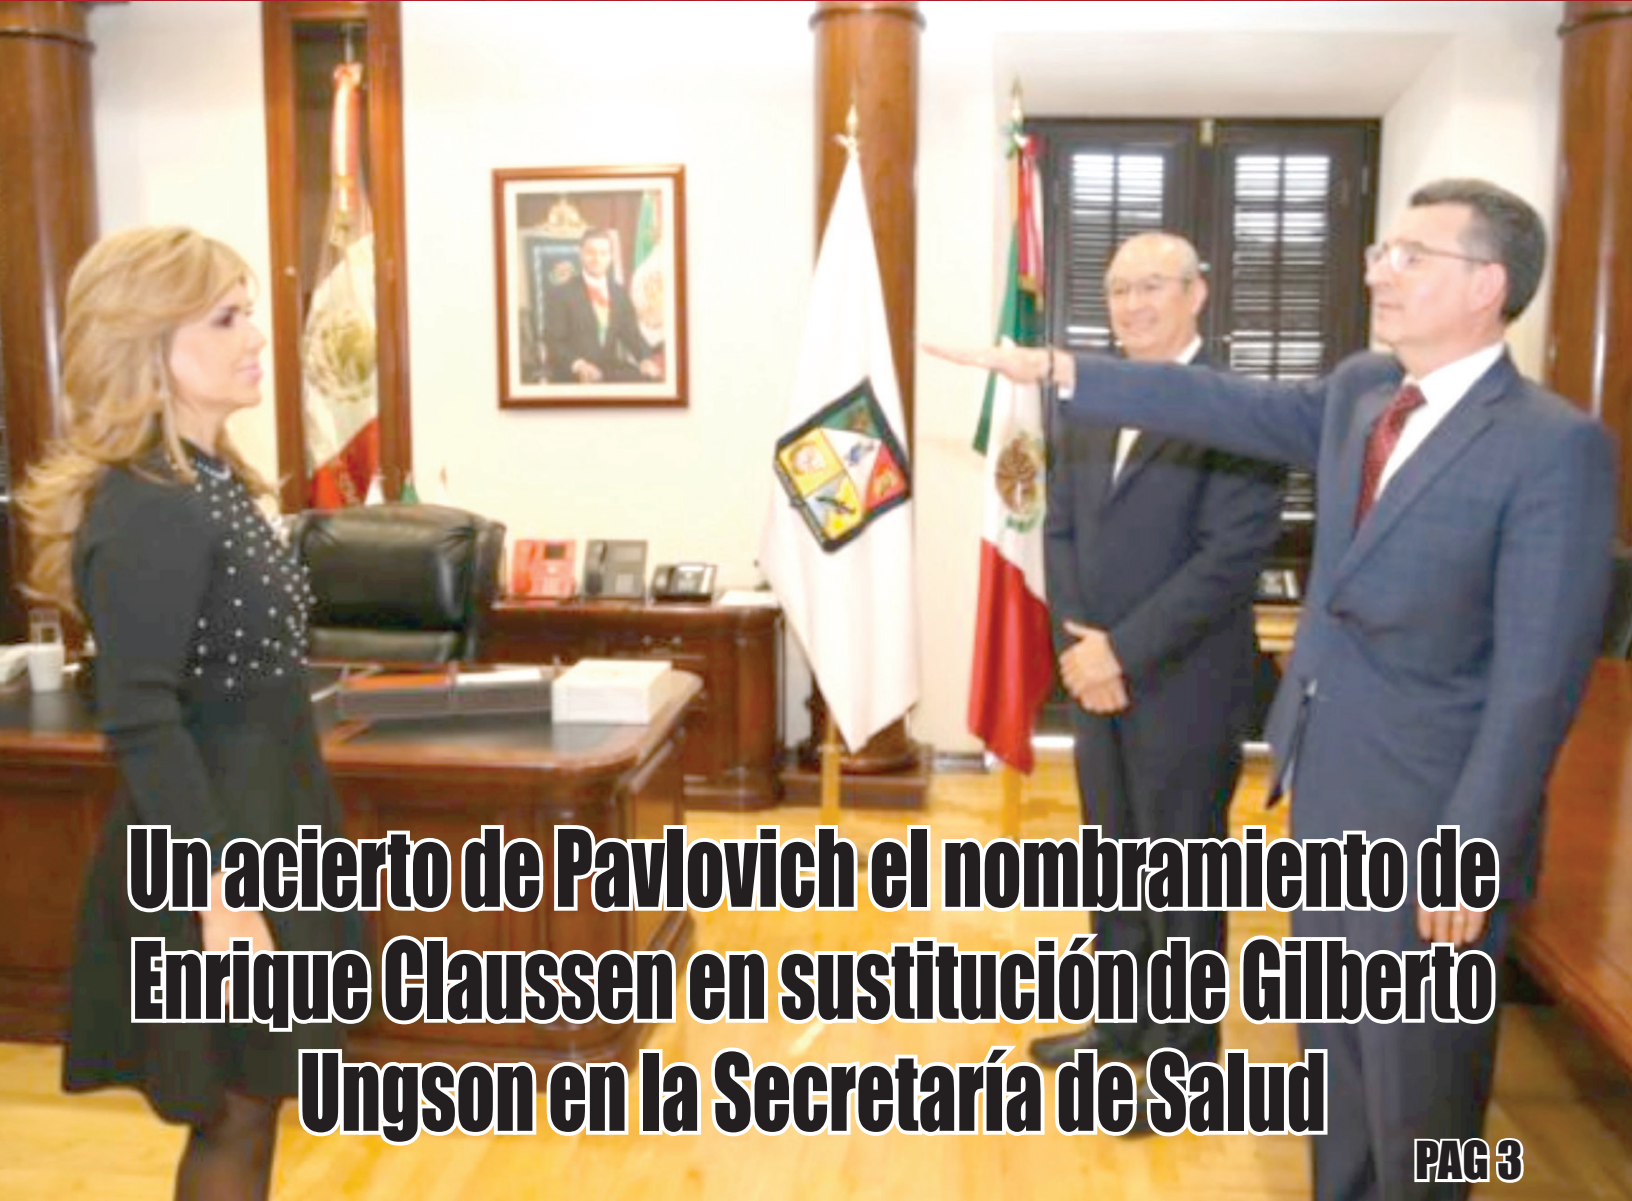 Un acierto de Pavlovich el nombramiento de
Enrique Claussen en sustitución de Gilberto
Ungson en la Secretaría de Salud
PAG 3